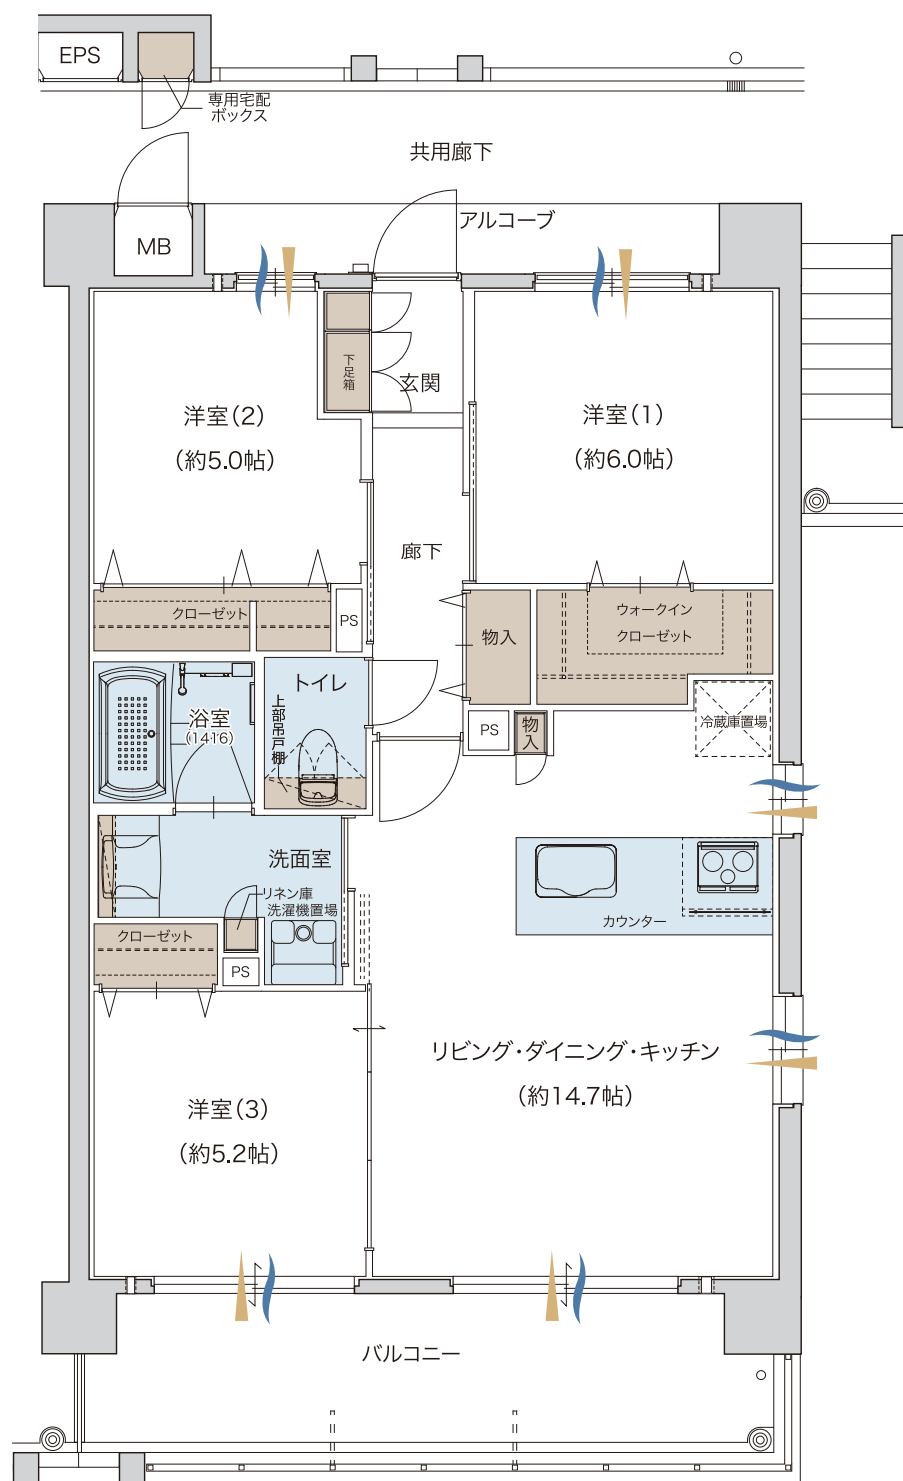 EPS
専用宅配
ボックス
共用廊下
アルコーブ
MB
下足箱
玄関
洋室(2)
(約5.0帖)
洋室(1)
(約6.0帖)
廊下
クローゼット
PS
物入
ウォークイン
クローゼット
トイレ
上部吊戸棚
浴室
(1416)
PS
物入
冷蔵庫置場
洗面室
リネン庫
洗濯機置場
カウンター
クローゼット
PS
リビング・ダイニング・キッチン
(約14.7帖)
洋室(3)
(約5.2帖)
バルコニー